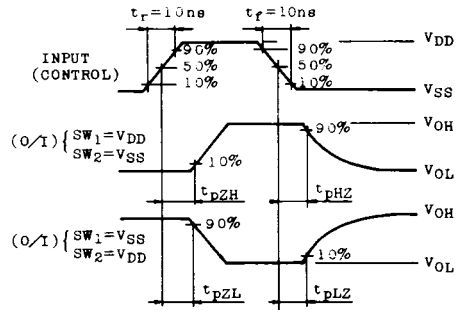 tr=10ns tf=10ns
INPUT
(CONTROL)
90%
50%
10%
90%
50%
10%
VDD
VSS
(O/I) { SW1=VDD
SW2=VSS
10%
90%
VOH
VOL
tpZH
tpHZ
(O/I) { SW1=VSS
SW2=VDD
90%
10%
VOH
VOL
tpZL
tpLZ